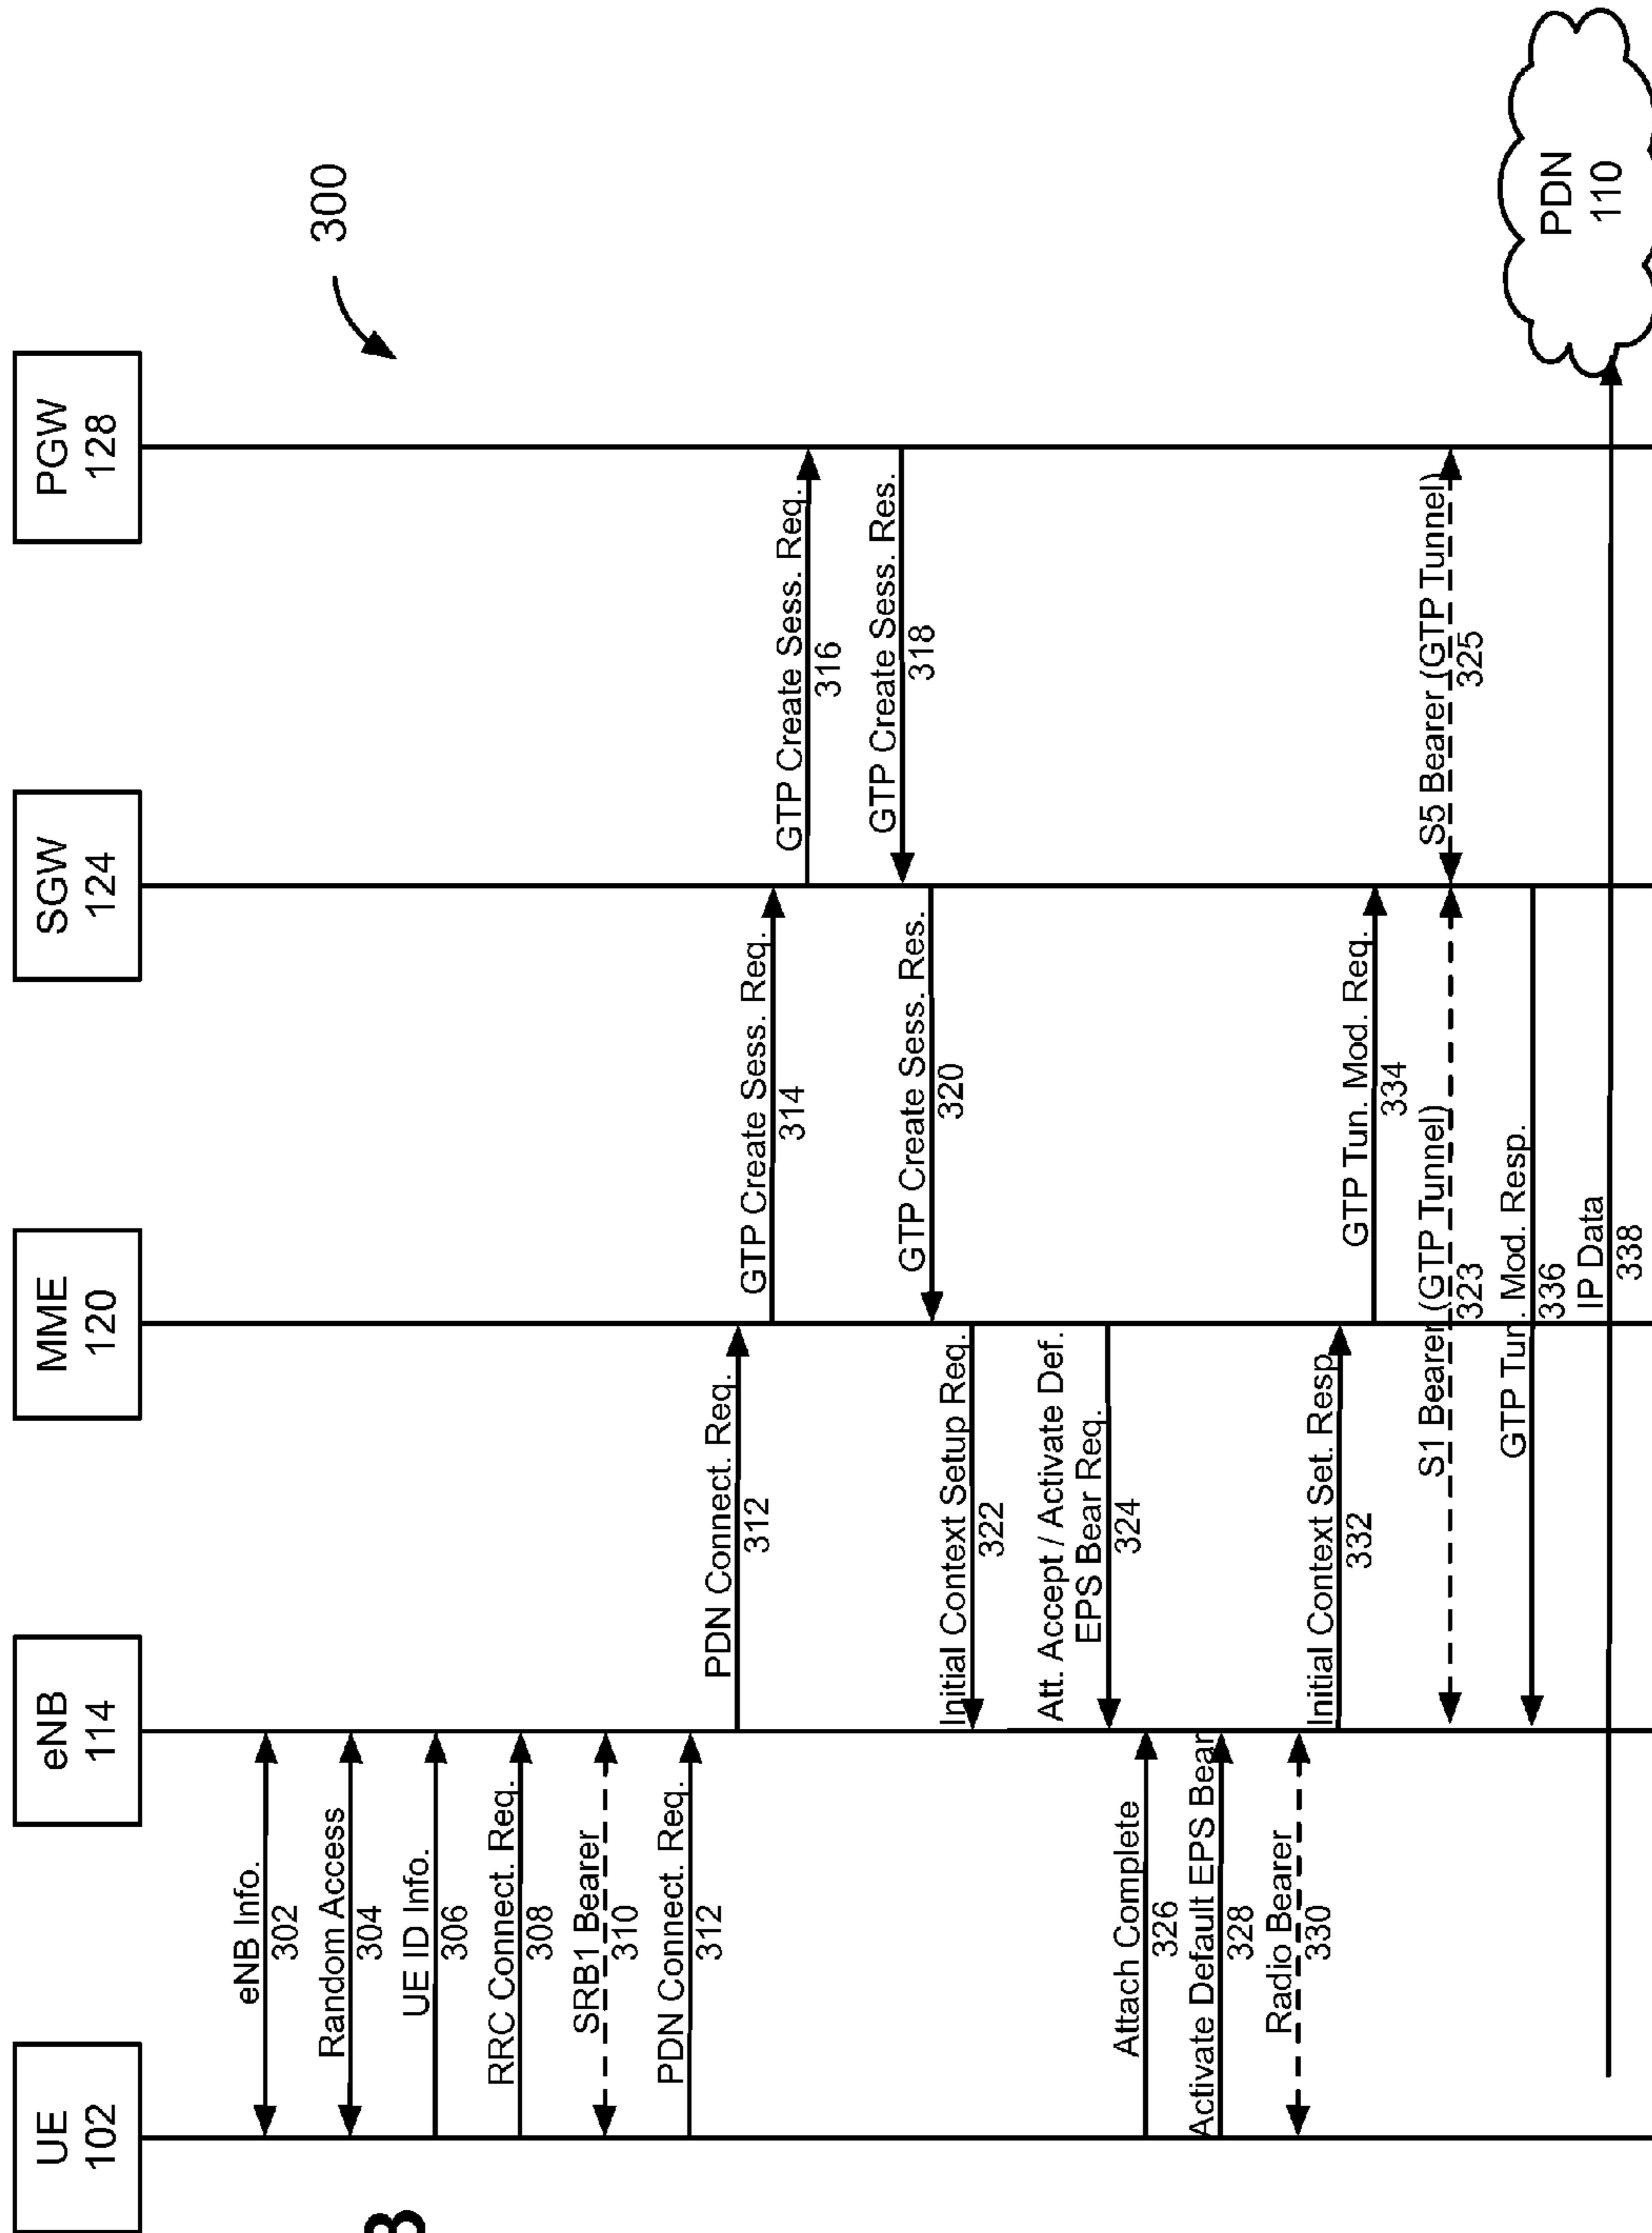 UE
102
eNB
114
MME
120
SGW
124
PGW
128
300
eNB Info.
302
Random Access
304
UE ID Info.
306
RRC Connect. Req.
308
SRB1 Bearer
310
PDN Connect. Req.
312
PDN Connect. Req.
312
GTP Create Sess. Req.
314
GTP Create Sess. Req.
316
GTP Create Sess. Res.
318
GTP Create Sess. Res.
320
Initial Context Setup Req.
322
Att. Accept / Activate Def.
EPS Bear Req.
324
Attach Complete
326
Activate Default EPS Bear
328
Radio Bearer
330
Initial Context Set. Resp
332
GTP Tun. Mod. Req.
334
S1 Bearer (GTP Tunnel)
323
S5 Bearer (GTP Tunnel)
325
GTP Tun. Mod. Resp.
336
IP Data
338
PDN
110
3